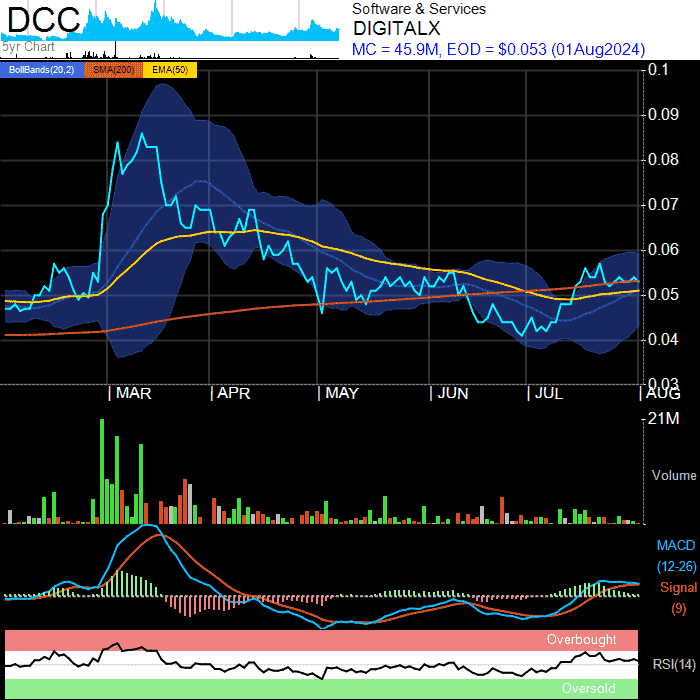 DCC
Software & Services
DIGITALX
5yr Chart
MC = 45.9M, EOD = $0.053 (01Aug2024)
BollBands(20,2) SMA(200) EMA(50)
0.1
0.09
0.08
0.07
0.06
0.05
0.04
0.03
MAR APR MAY JUN JUL AUG
21M
Volume
MACD
(12-26)
Signal
(9)
Overbought
RSI(14)
Oversold